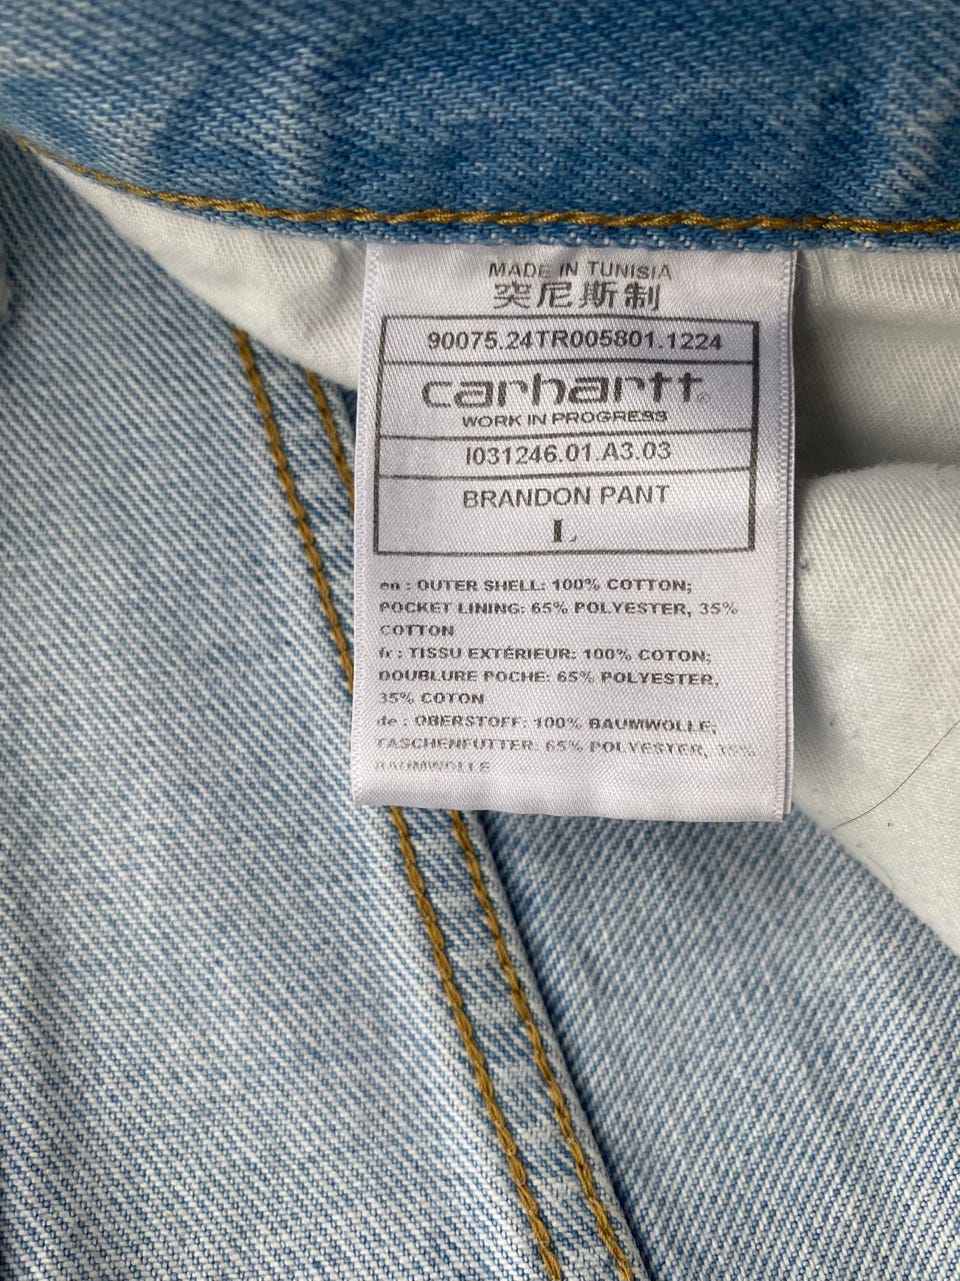 MADE IN TUNISIA
突尼斯制
90075.24TR005801.1224
carhartt®
WORK IN PROGRESS
I031246.01.A3.03
BRANDON PANT
L
en : OUTER SHELL: 100% COTTON;
POCKET LINING: 65% POLYESTER, 35%
COTTON
fr : TISSU EXTÉRIEUR: 100% COTON;
DOUBLURE POCHE: 65% POLYESTER,
35% COTON
de : OBERSTOFF: 100% BAUMWOLLE;
TASCHENFUTTER: 65% POLYESTER, 35%
BAUMWOLLE